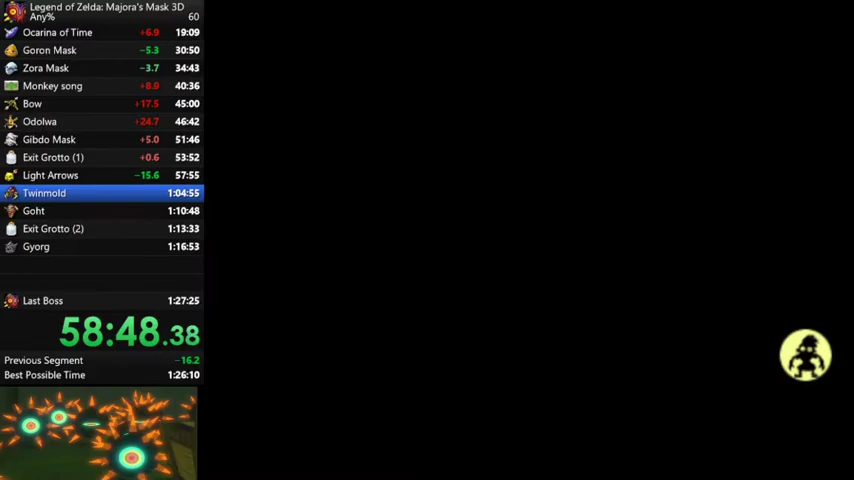 Legend of Zelda: Majora's Mask 3D
Any% 60
Ocarina of Time +6.9 19:09
Goron Mask −5.3 30:50
Zora Mask −3.7 34:43
Monkey song +8.9 40:36
Bow +17.5 45:00
Odolwa +24.7 46:42
Gibdo Mask +5.0 51:46
Exit Grotto (1) +0.6 53:52
Light Arrows −15.6 57:55
Twinmold 1:04:55
Goht 1:10:48
Exit Grotto (2) 1:13:33
Gyorg 1:16:53
Last Boss 1:27:25
58:48.38
Previous Segment −16.2
Best Possible Time 1:26:10